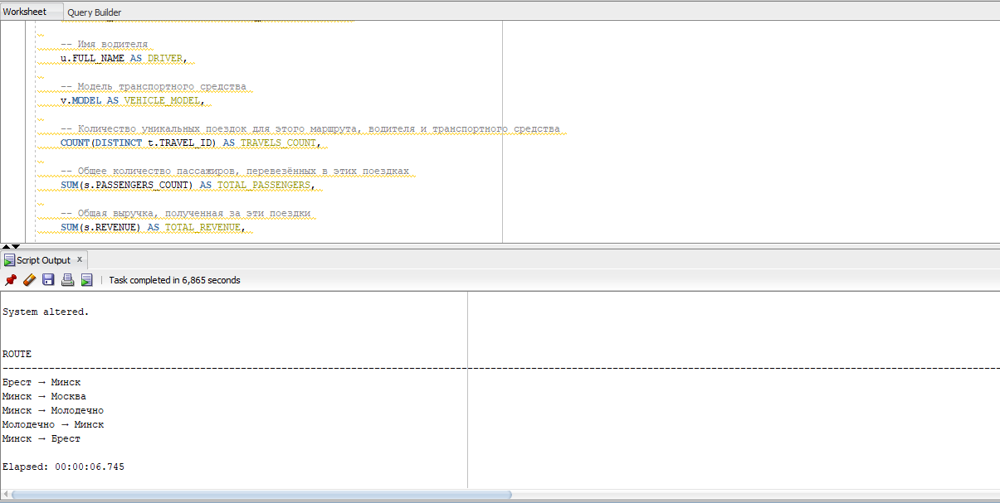 Worksheet Query Builder
-- Имя водителя
u.FULL_NAME AS DRIVER,
-- Модель транспортного средства
v.MODEL AS VEHICLE_MODEL,
-- Количество уникальных поездок для этого маршрута, водителя и транспортного средства
COUNT(DISTINCT t.TRAVEL_ID) AS TRAVELS_COUNT,
-- Общее количество пассажиров, перевезённых в этих поездках
SUM(s.PASSENGERS_COUNT) AS TOTAL_PASSENGERS,
-- Общая выручка, полученная за эти поездки
SUM(s.REVENUE) AS TOTAL_REVENUE,
Script Output x
Task completed in 6,865 seconds
System altered.
ROUTE
--------------------------------------------------------------------------------
Брест → Минск
Минск → Москва
Минск → Молодечно
Молодечно → Минск
Минск → Брест
Elapsed: 00:00:06.745